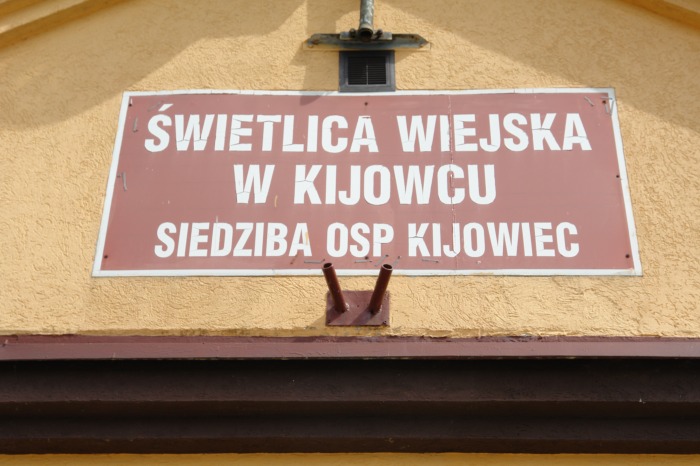 ŚWIETLICA WIEJSKA
W KIJOWCU
SIEDZIBA OSP KIJOWIEC